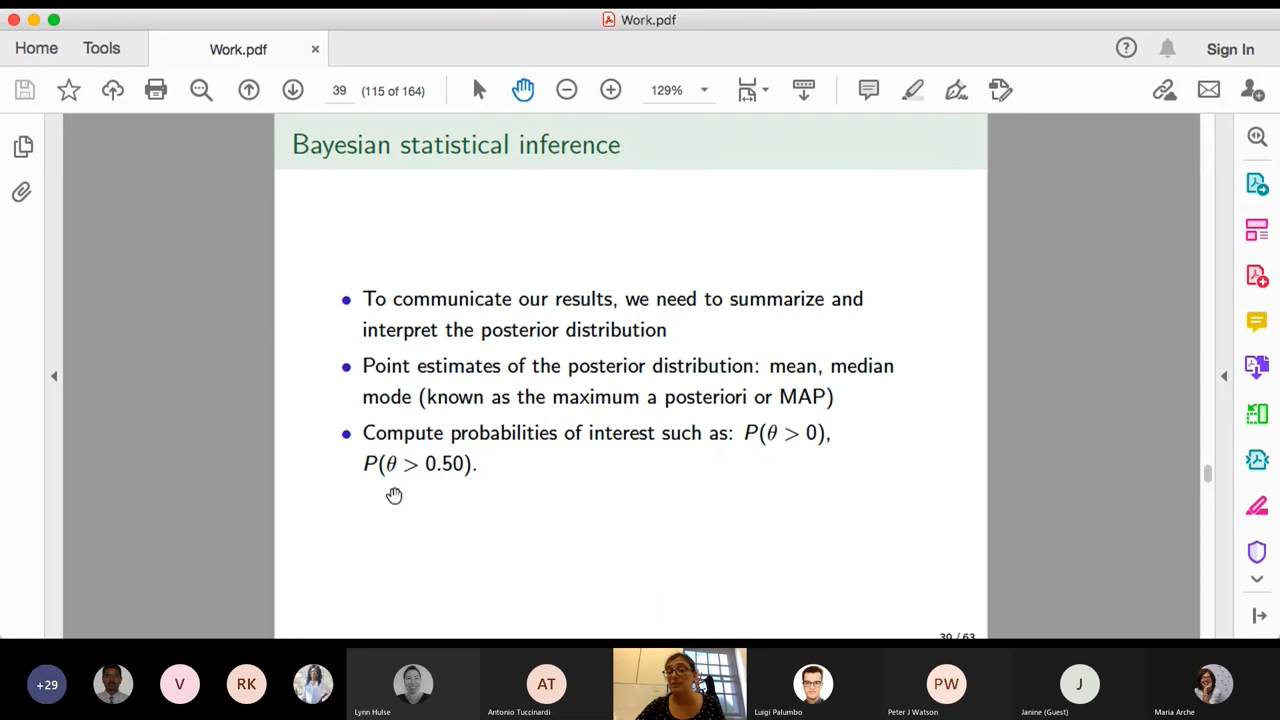 Work.pdf
Home Tools Work.pdf × ? Sign In
39 (115 of 164) 129%
Bayesian statistical inference
• To communicate our results, we need to summarize and
interpret the posterior distribution
• Point estimates of the posterior distribution: mean, median
mode (known as the maximum a posteriori or MAP)
• Compute probabilities of interest such as: P(θ > 0),
P(θ > 0.50).
39 / 63
+29 V RK AT PW J
Lynn Hulse Antonio Tuccinardi Luigi Palumbo Peter J Watson Janine (Guest) Maria Arche